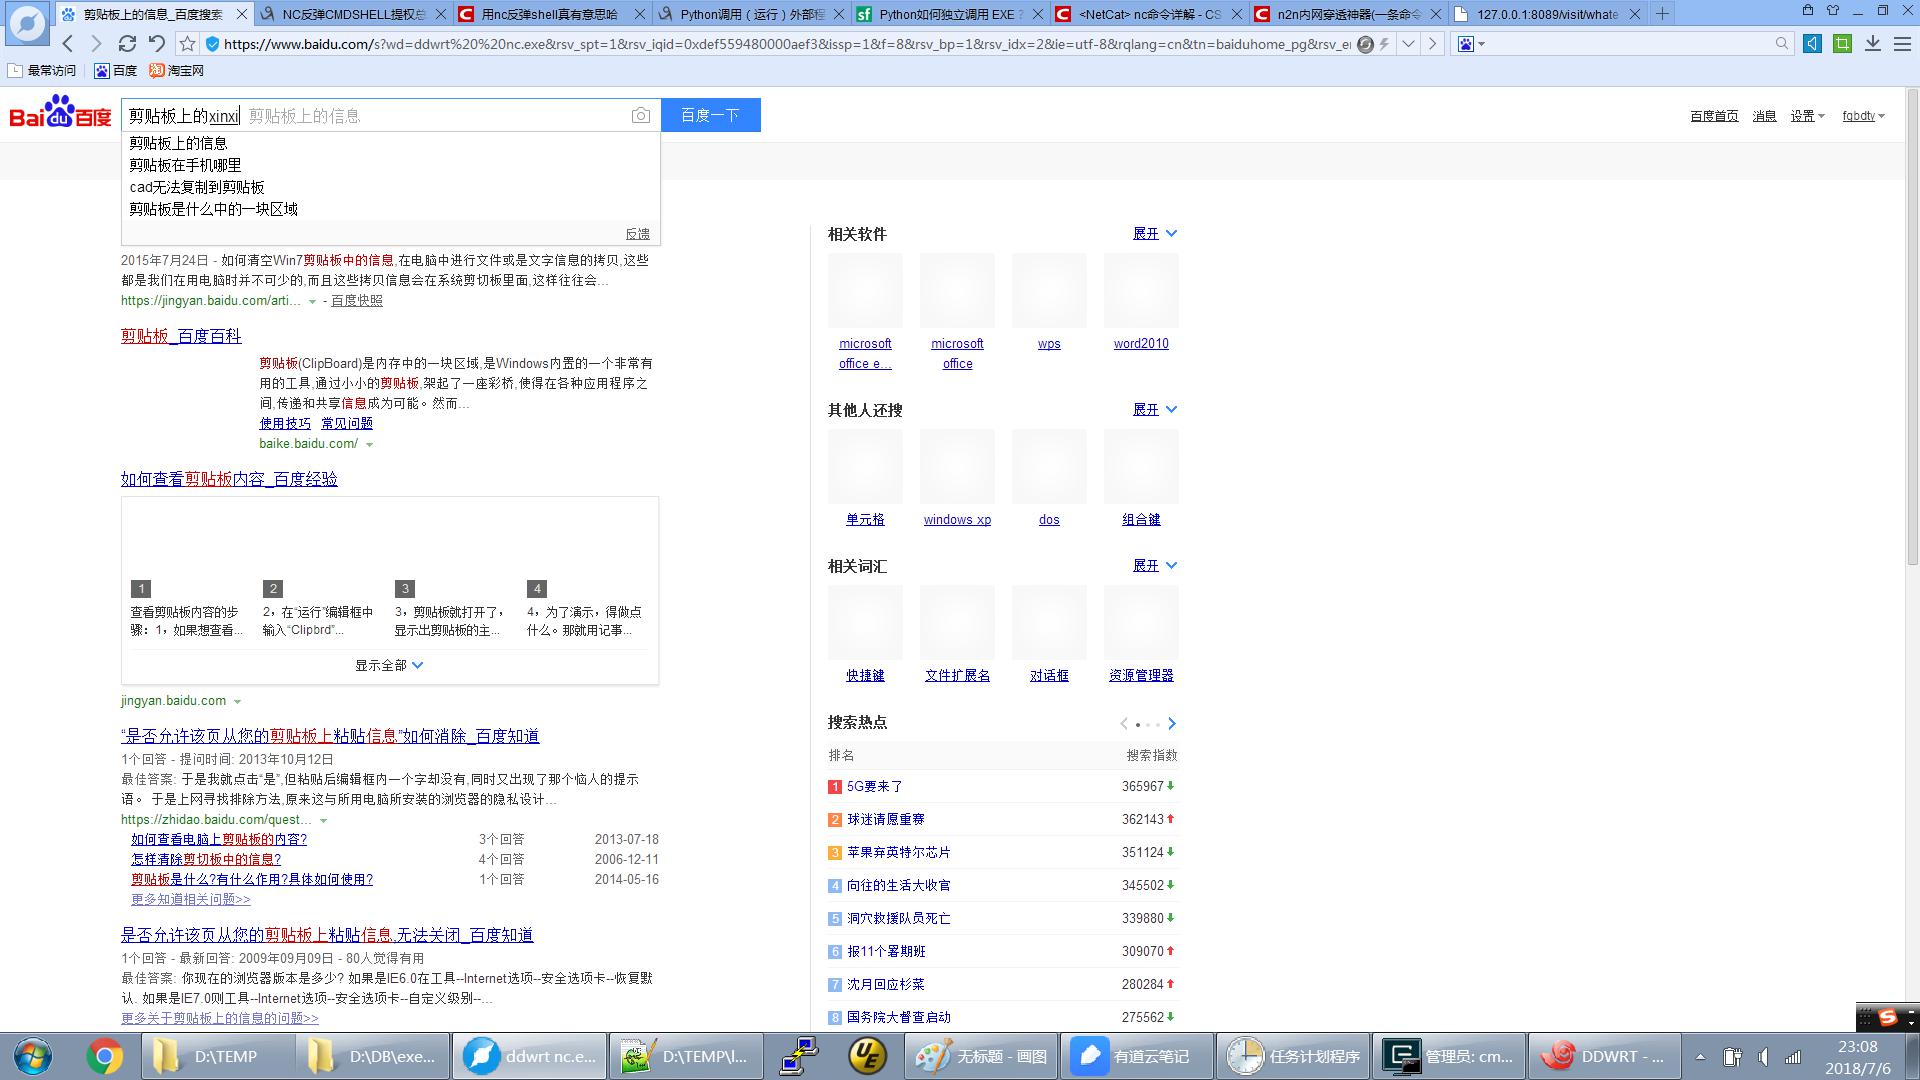 剪贴板上的信息_百度搜索
NC反弹CMDSHELL提权总
用nc反弹shell真有意思哈
Python调用（运行）外部程
Python如何独立调用 EXE ?
<NetCat> nc命令详解 - CS
n2n内网穿透神器(一条命令
127.0.0.1:8089/visit/whate
https://www.baidu.com/s?wd=ddwrt%20%20nc.exe&rsv_spt=1&rsv_iqid=0xdef559480000aef3&issp=1&f=8&rsv_bp=1&rsv_idx=2&ie=utf-8&rqlang=cn&tn=baiduhome_pg&rsv_e
最常访问 百度 淘 淘宝网
Bai du 百度
剪贴板上的xinxi 剪贴板上的信息
百度一下
百度首页 消息 设置 fgbdtv
剪贴板上的信息
剪贴板在手机哪里
cad无法复制到剪贴板
剪贴板是什么中的一块区域
反馈
2015年7月24日 - 如何清空Win7剪贴板中的信息,在电脑中进行文件或是文字信息的拷贝,这些
都是我们在用电脑时并不可少的,而且这些拷贝信息会在系统剪切板里面,这样往往会...
https://jingyan.baidu.com/arti... - 百度快照
剪贴板_百度百科
剪贴板(ClipBoard)是内存中的一块区域,是Windows内置的一个非常有
用的工具,通过小小的剪贴板,架起了一座彩桥,使得在各种应用程序之
间,传递和共享信息成为可能。然而...
使用技巧 常见问题
baike.baidu.com/
如何查看剪贴板内容_百度经验
1 2 3 4
查看剪贴板内容的步 2，在“运行”编辑框中 3，剪贴板就打开了， 4，为了演示，得做点
骤：1，如果想查看... 输入“Clipbrd”... 显示出剪贴板的主... 什么。那就用记事...
显示全部
jingyan.baidu.com
“是否允许该页从您的剪贴板上粘贴信息”如何消除_百度知道
1个回答 - 提问时间: 2013年10月12日
最佳答案: 于是我就点击“是”,但粘贴后编辑框内一个字却没有,同时又出现了那个恼人的提示
语。 于是上网寻找排除方法,原来这与所用电脑所安装的浏览器的隐私设计...
https://zhidao.baidu.com/quest...
如何查看电脑上剪贴板的内容? 3个回答 2013-07-18
怎样清除剪切板中的信息? 4个回答 2006-12-11
剪贴板是什么?有什么作用?具体如何使用? 1个回答 2014-05-16
更多知道相关问题>>
是否允许该页从您的剪贴板上粘贴信息,无法关闭_百度知道
1个回答 - 最新回答: 2009年09月09日 - 80人觉得有用
最佳答案: 你现在的浏览器版本是多少? 如果是IE6.0在工具--Internet选项--安全选项卡--恢复默
认. 如果是IE7.0则工具--Internet选项--安全选项卡--自定义级别--...
更多关于剪贴板上的信息的问题>>
相关软件 展开
microsoft office e...
microsoft office
wps
word2010
其他人还搜 展开
单元格 windows xp dos 组合键
相关词汇 展开
快捷键 文件扩展名 对话框 资源管理器
搜索热点
排名 搜索指数
1 5G要来了 365967
2 球迷请愿重赛 362143
3 苹果弃英特尔芯片 351124
4 向往的生活大收官 345502
5 洞穴救援队员死亡 339880
6 报11个暑期班 309070
7 沈月回应杉菜 280284
8 国务院大督查启动 275562
D:\TEMP
D:\DB\exe...
ddwrt nc.e...
D:\TEMP\l...
UE
无标题 - 画图
有道云笔记
任务计划程序
管理员: cm...
DDWRT - ...
23:08
2018/7/6